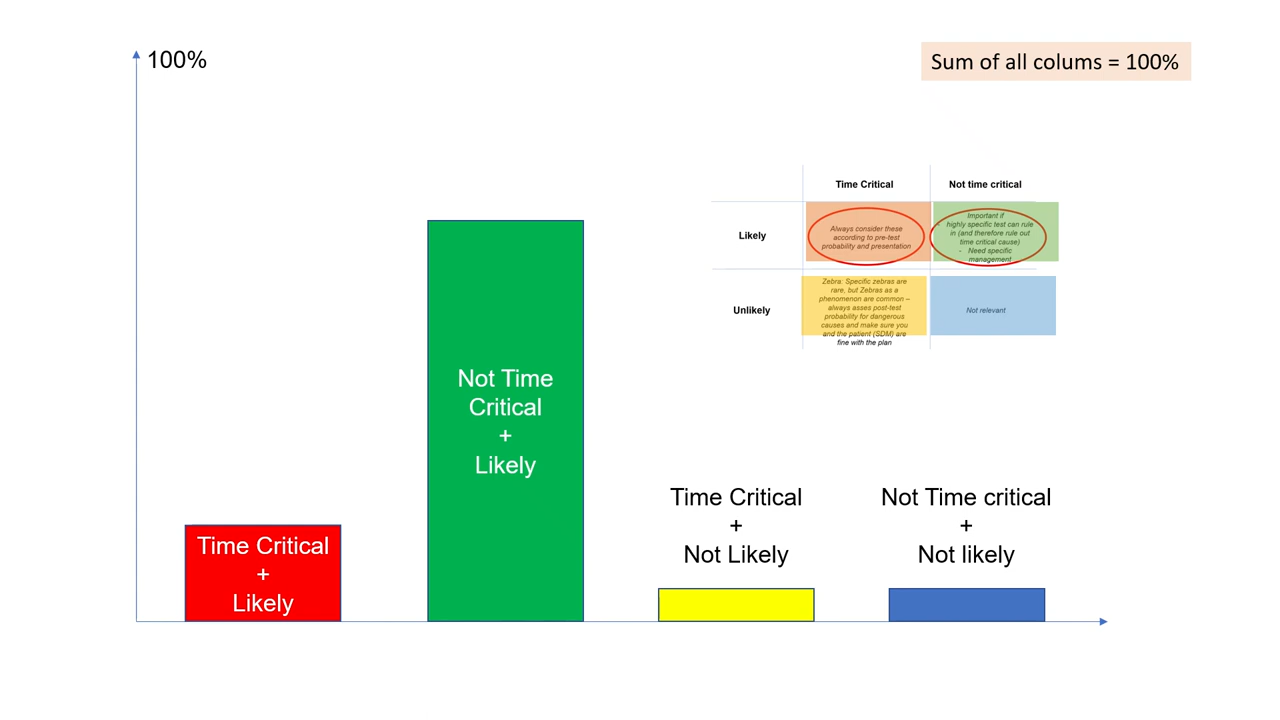 100%
Sum of all colums = 100%
Time Critical
Not time critical
Likely
Always consider these
according to pre-test
probability and presentation
Important if
highly specific test can rule
in (and therefore rule out
time critical cause)
- Need specific
management
Unlikely
Zebra: Specific zebras are
rare, but Zebras as a
phenomenon are common –
always asses post-test
probability for dangerous
causes and make sure you
and the patient (SDM) are
fine with the plan
Not relevant
Time Critical
+
Likely
Not Time
Critical
+
Likely
Time Critical
+
Not Likely
Not Time critical
+
Not likely